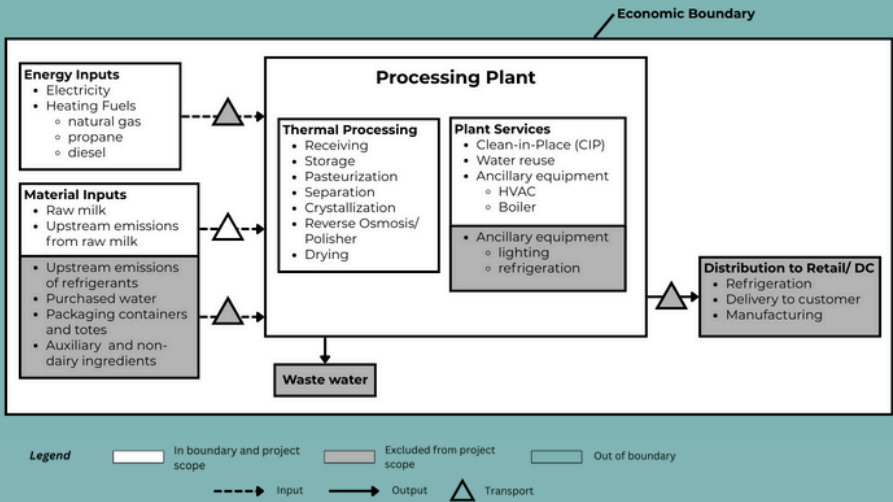 Economic Boundary
Energy Inputs
• Electricity
• Heating Fuels
◦ natural gas
◦ propane
◦ diesel
Material Inputs
• Raw milk
• Upstream emissions
from raw milk
• Upstream emissions
of refrigerants
• Purchased water
• Packaging containers
and totes
• Auxiliary and non-
dairy ingredients
Processing Plant
Thermal Processing
• Receiving
• Storage
• Pasteurization
• Separation
• Crystallization
• Reverse Osmosis/
Polisher
• Drying
Plant Services
• Clean-in-Place (CIP)
• Water reuse
• Ancillary equipment
◦ HVAC
◦ Boiler
• Ancillary equipment
◦ lighting
◦ refrigeration
Waste water
Distribution to Retail/ DC
• Refrigeration
• Delivery to customer
• Manufacturing
Legend
In boundary and project
scope
Excluded from project
scope
Out of boundary
Input
Output
Transport